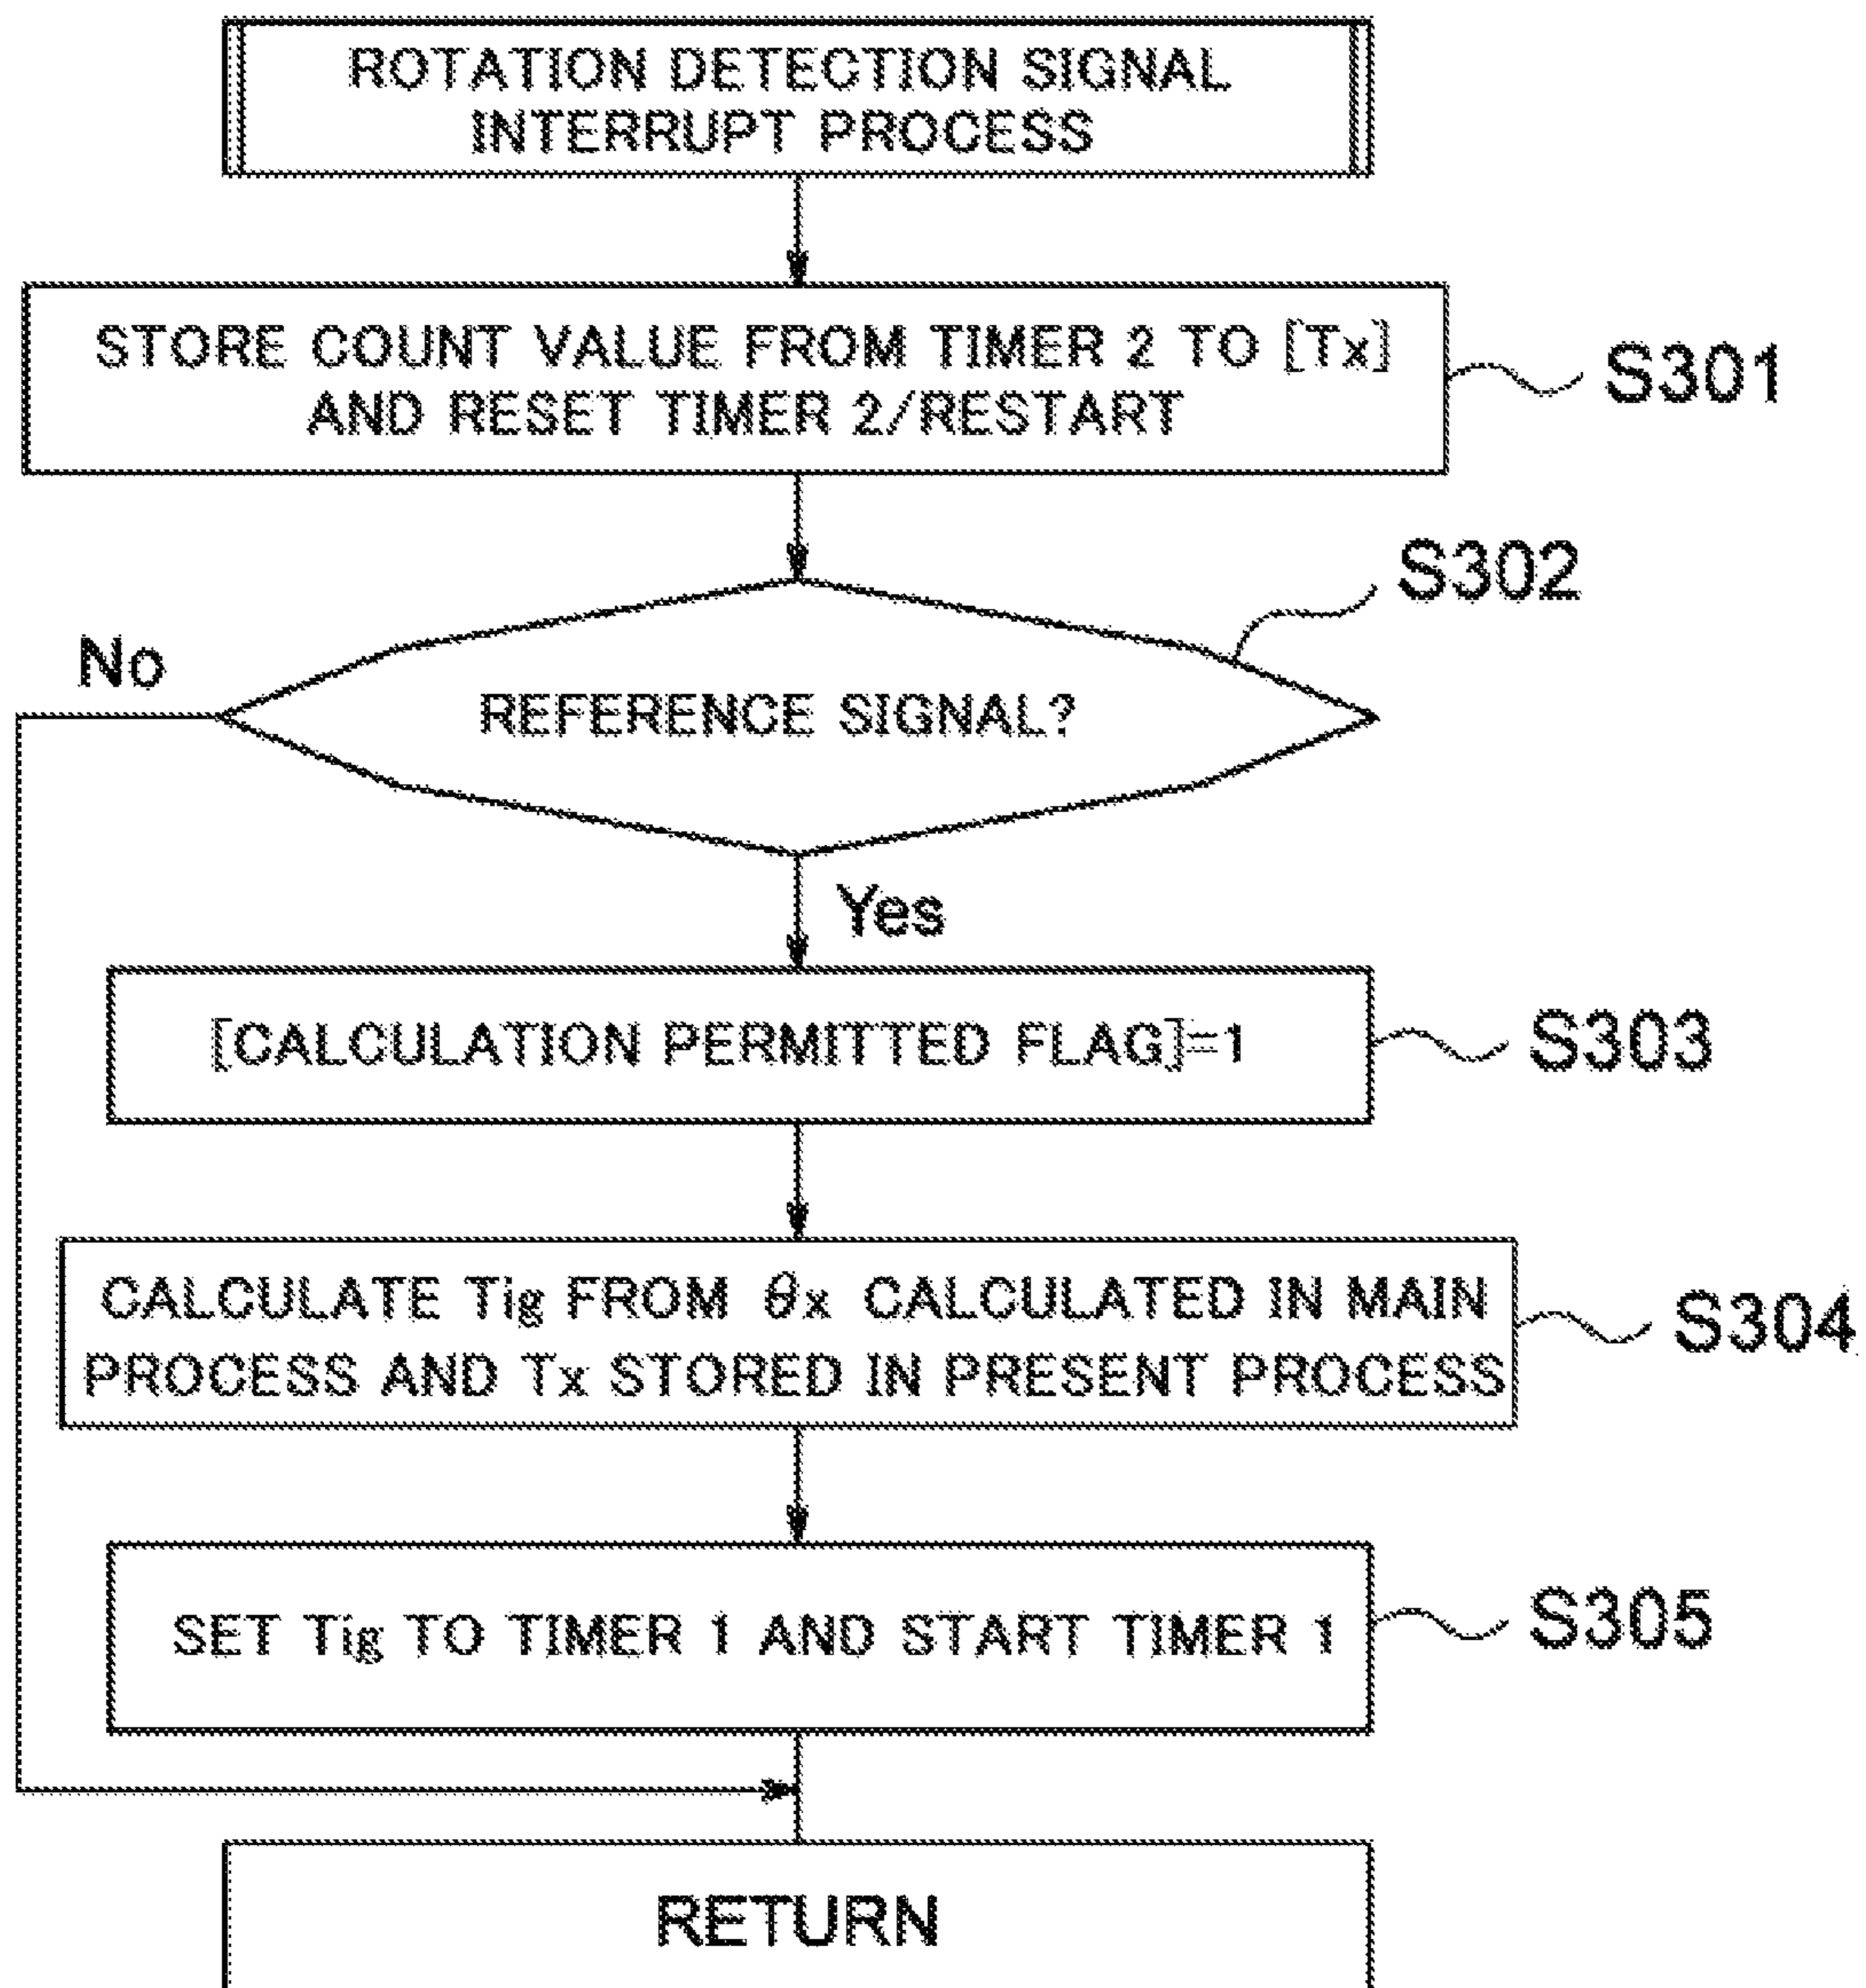 ROTATION DETECTION SIGNAL
INTERRUPT PROCESS
STORE COUNT VALUE FROM TIMER 2 TO [Tx]
AND RESET TIMER 2/RESTART
S301
S302
No
REFERENCE SIGNAL?
Yes
[CALCULATION PERMITTED FLAG]=1
S303
CALCULATE Tig FROM θx CALCULATED IN MAIN
PROCESS AND Tx STORED IN PRESENT PROCESS
S304
SET Tig TO TIMER 1 AND START TIMER 1
S305
RETURN